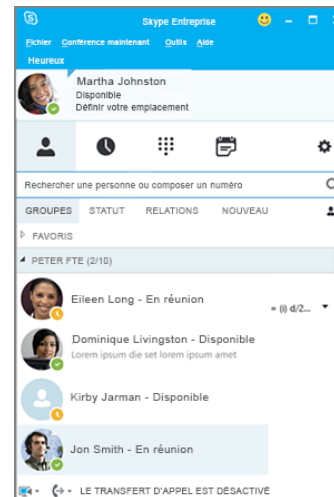 Skype Entreprise
Fichier Conférence maintenant Outils Aide
Heureux
Martha Johnston
Disponible
Définir votre emplacement
Rechercher une personne ou composer un numéro
GROUPES STATUT RELATIONS NOUVEAU
FAVORIS
PETER FTE (2/10)
Eileen Long - En réunion
= (i) d/2...
Dominique Livingston - Disponible
Lorem ipsum die set lorem ipsum amet
Kirby Jarman - Disponible
Jon Smith - En réunion
LE TRANSFERT D'APPEL EST DÉSACTIVÉ